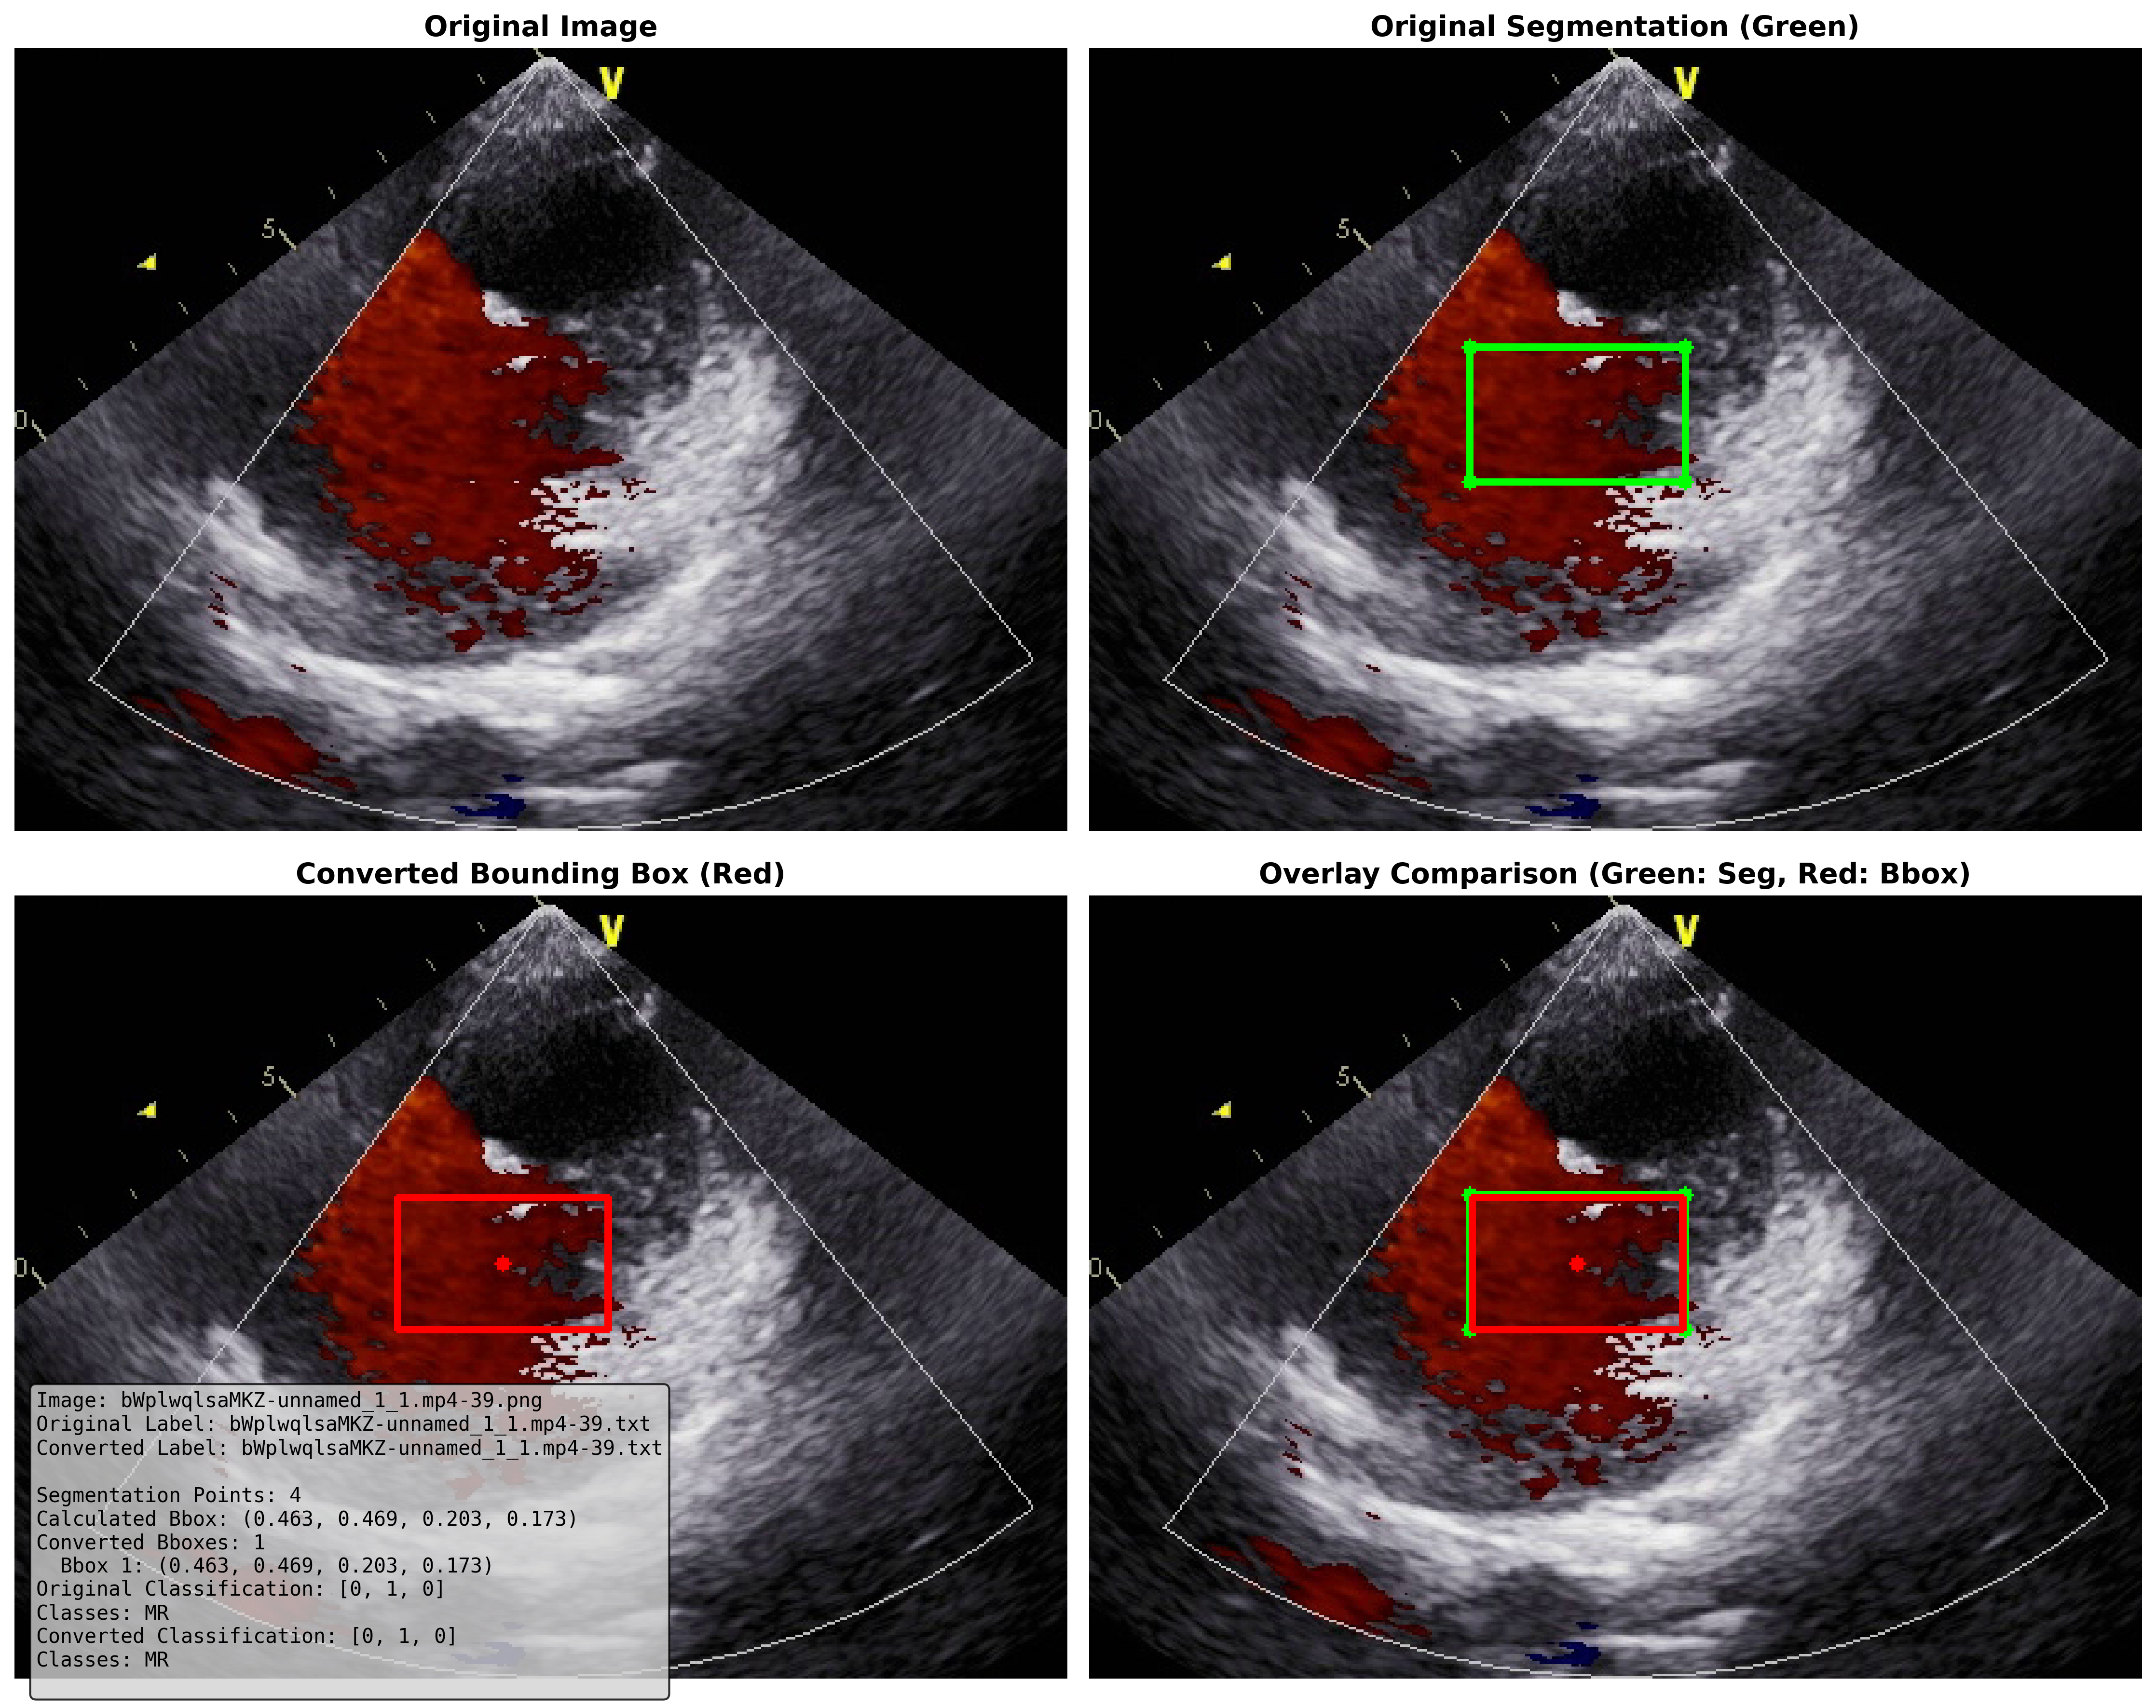 Original Image
Original Segmentation (Green)
V
5
0
V
5
0
Converted Bounding Box (Red)
Overlay Comparison (Green: Seg, Red: Bbox)
V
5
0
V
5
0
Image: bWplwqlsaMKZ-unnamed_1_1.mp4-39.png
Original Label: bWplwqlsaMKZ-unnamed_1_1.mp4-39.txt
Converted Label: bWplwqlsaMKZ-unnamed_1_1.mp4-39.txt
Segmentation Points: 4
Calculated Bbox: (0.463, 0.469, 0.203, 0.173)
Converted Bboxes: 1
Bbox 1: (0.463, 0.469, 0.203, 0.173)
Original Classification: [0, 1, 0]
Classes: MR
Converted Classification: [0, 1, 0]
Classes: MR